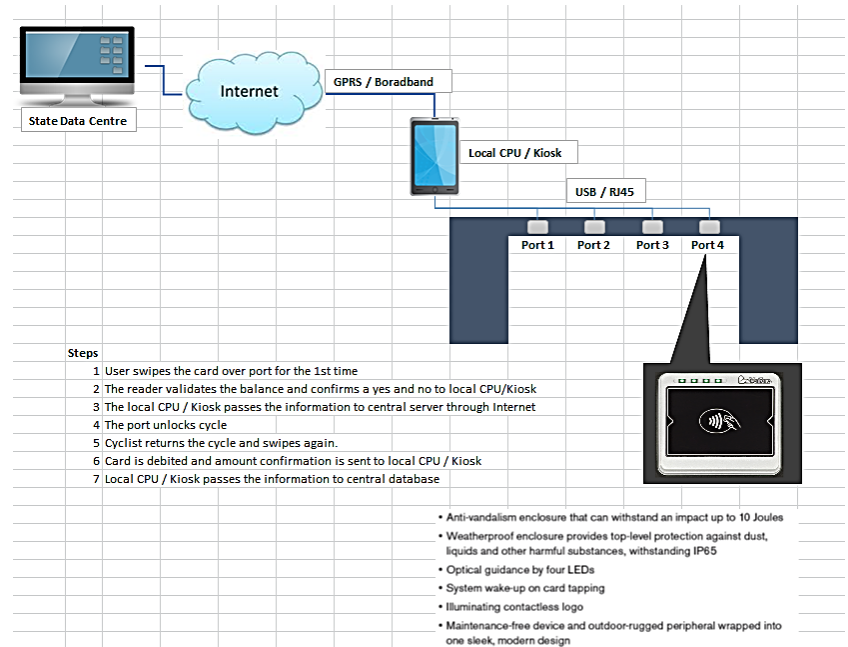 Internet
GPRS / Boradband
State Data Centre
Local CPU / Kiosk
USB / RJ45
Port 1 Port 2 Port 3 Port 4
Steps
1 User swipes the card over port for the 1st time
2 The reader validates the balance and confirms a yes and no to local CPU/Kiosk
3 The local CPU / Kiosk passes the information to central server through Internet
4 The port unlocks cycle
5 Cyclist returns the cycle and swipes again.
6 Card is debited and amount confirmation is sent to local CPU / Kiosk
7 Local CPU / Kiosk passes the information to central database
• Anti-vandalism enclosure that can withstand an impact up to 10 Joules
• Weatherproof enclosure provides top-level protection against dust,
liquids and other harmful substances, withstanding IP65
• Optical guidance by four LEDs
• System wake-up on card tapping
• Illuminating contactless logo
• Maintenance-free device and outdoor-rugged peripheral wrapped into
one sleek, modern design